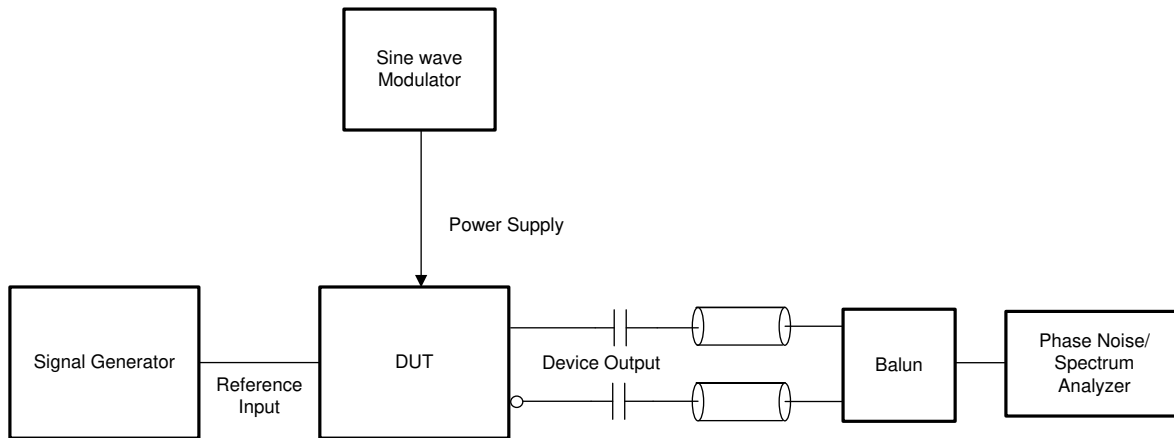 Sine wave
Modulator
Power Supply
Signal Generator
Reference
Input
DUT
Device Output
Balun
Phase Noise/
Spectrum
Analyzer